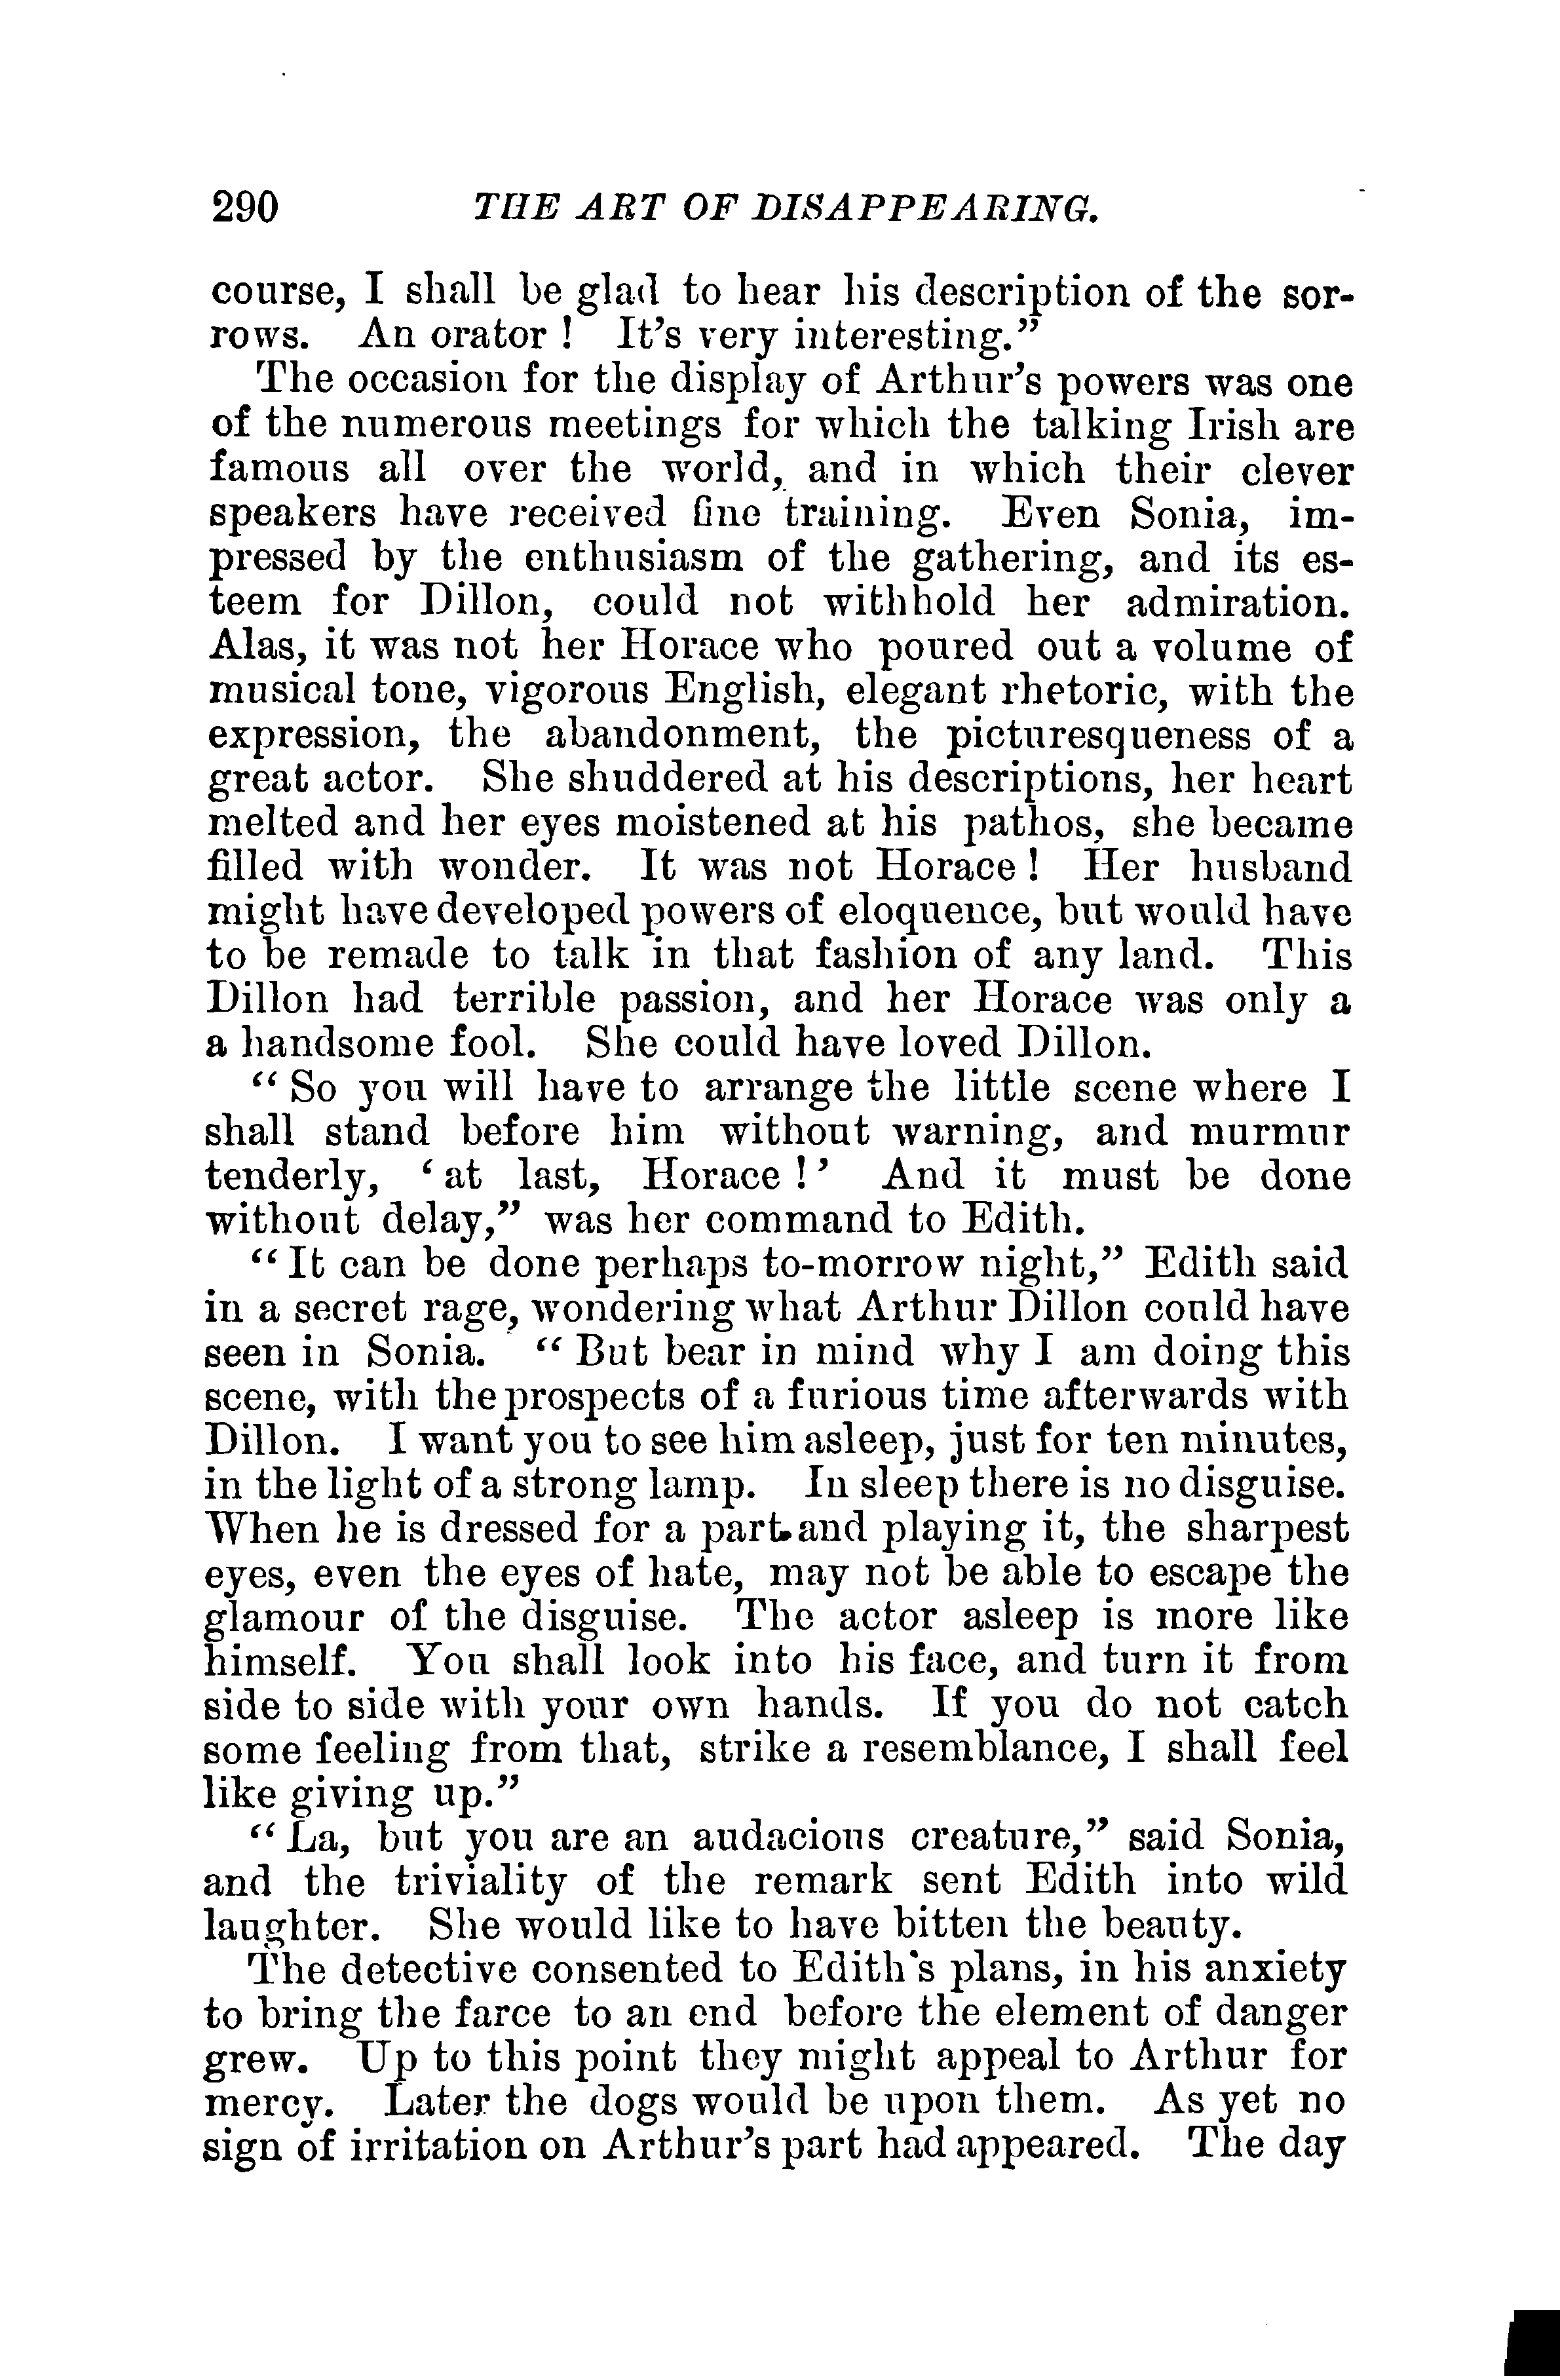 290 THE ART OF DISAPPEARING.
course, I shall be glad to hear his description of the sor-
rows. An orator ! It's very interesting."
The occasion for the display of Arthur's powers was one
of the numerous meetings for which the talking Irish are
famous all over the world, and in which their clever
speakers have received fine training. Even Sonia, im-
pressed by the enthusiasm of the gathering, and its es-
teem for Dillon, could not withhold her admiration.
Alas, it was not her Horace who poured out a volume of
musical tone, vigorous English, elegant rhetoric, with the
expression, the abandonment, the picturesqueness of a
great actor. She shuddered at his descriptions, her heart
melted and her eyes moistened at his pathos, she became
filled with wonder. It was not Horace ! Her husband
might have developed powers of eloquence, but would have
to be remade to talk in that fashion of any land. This
Dillon had terrible passion, and her Horace was only a
a handsome fool. She could have loved Dillon.
"So you will have to arrange the little scene where I
shall stand before him without warning, and murmur
tenderly, 'at last, Horace !' And it must be done
without delay," was her command to Edith.
"It can be done perhaps to-morrow night," Edith said
in a secret rage, wondering what Arthur Dillon could have
seen in Sonia. "But bear in mind why I am doing this
scene, with the prospects of a furious time afterwards with
Dillon. I want you to see him asleep, just for ten minutes,
in the light of a strong lamp. In sleep there is no disguise.
When he is dressed for a part and playing it, the sharpest
eyes, even the eyes of hate, may not be able to escape the
glamour of the disguise. The actor asleep is more like
himself. You shall look into his face, and turn it from
side to side with your own hands. If you do not catch
some feeling from that, strike a resemblance, I shall feel
like giving up."
"La, but you are an audacious creature," said Sonia,
and the triviality of the remark sent Edith into wild
laughter. She would like to have bitten the beauty.
The detective consented to Edith's plans, in his anxiety
to bring the farce to an end before the element of danger
grew. Up to this point they might appeal to Arthur for
mercy. Later the dogs would be upon them. As yet no
sign of irritation on Arthur's part had appeared. The day